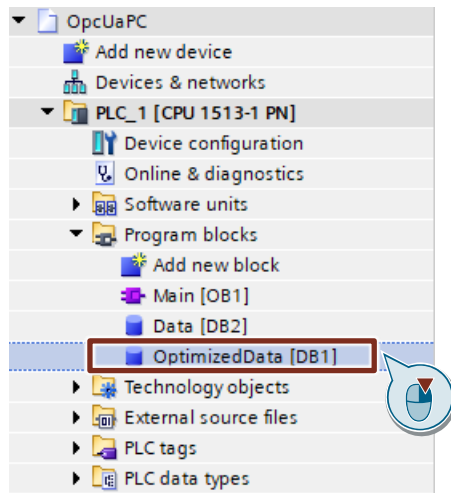 OpcUaPC
Add new device
Devices & networks
PLC_1 [CPU 1513-1 PN]
Device configuration
Online & diagnostics
Software units
Program blocks
Add new block
Main [OB1]
Data [DB2]
OptimizedData [DB1]
Technology objects
External source files
PLC tags
PLC data types